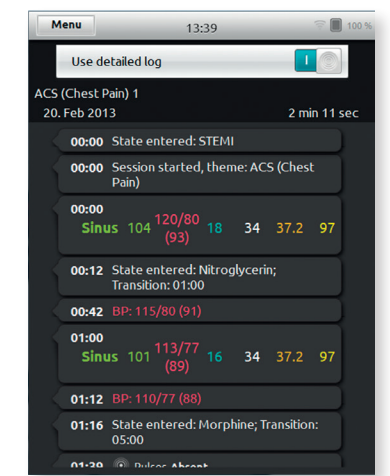 Menu
13:39
100 %
Use detailed log
I
ACS (Chest Pain) 1
20. Feb 2013
2 min 11 sec
00:00 State entered: STEMI
00:00 Session started, theme: ACS (Chest
Pain)
00:00
Sinus 104 120/80 (93) 18 34 37.2 97
00:12 State entered: Nitroglycerin;
Transition: 01:00
00:42 BP: 115/80 (91)
01:00
Sinus 101 113/77 (89) 16 34 37.2 97
01:12 BP: 110/77 (88)
01:16 State entered: Morphine; Transition:
05:00
01:39 Pulses Absent